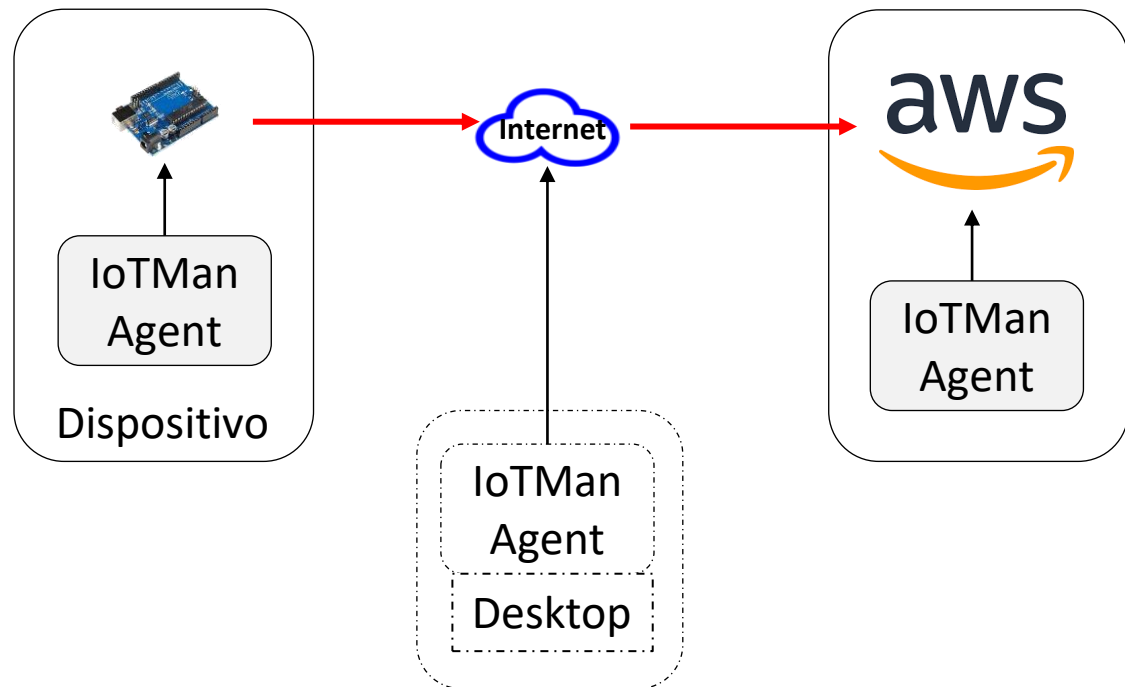 Internet
aws
IoTMan
Agent
Dispositivo
IoTMan
Agent
IoTMan
Agent
Desktop